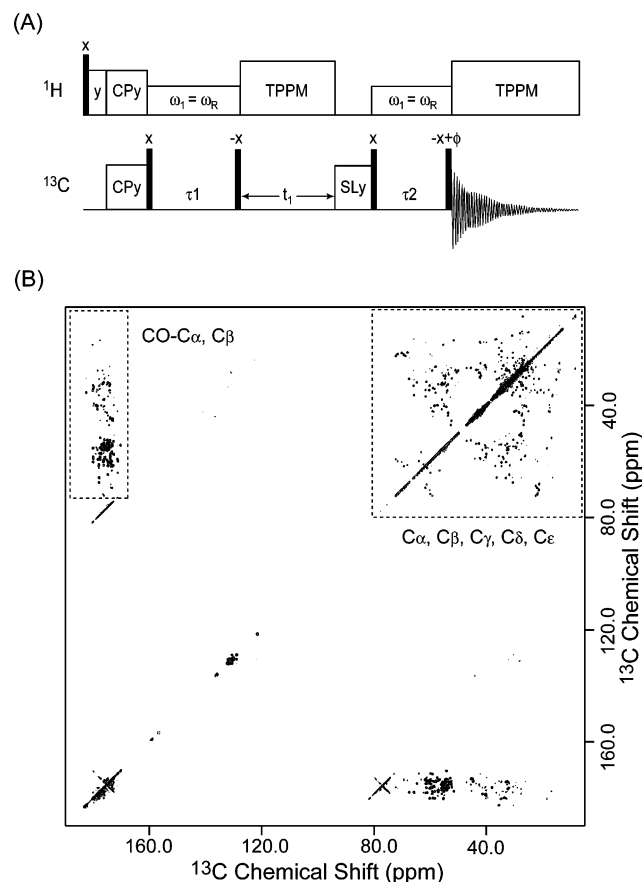 (A)
x
¹H
y
CPy
ω₁ = ωR
TPPM
ω₁ = ωR
TPPM
x
-x
x
-x+ϕ
¹³C
CPy
τ1
t₁
SLy
τ2
(B)
CO-Cα, Cβ
Cα, Cβ, Cγ, Cδ, Cε
40.0
80.0
120.0
160.0
¹³C Chemical Shift (ppm)
160.0
120.0
80.0
40.0
¹³C Chemical Shift (ppm)